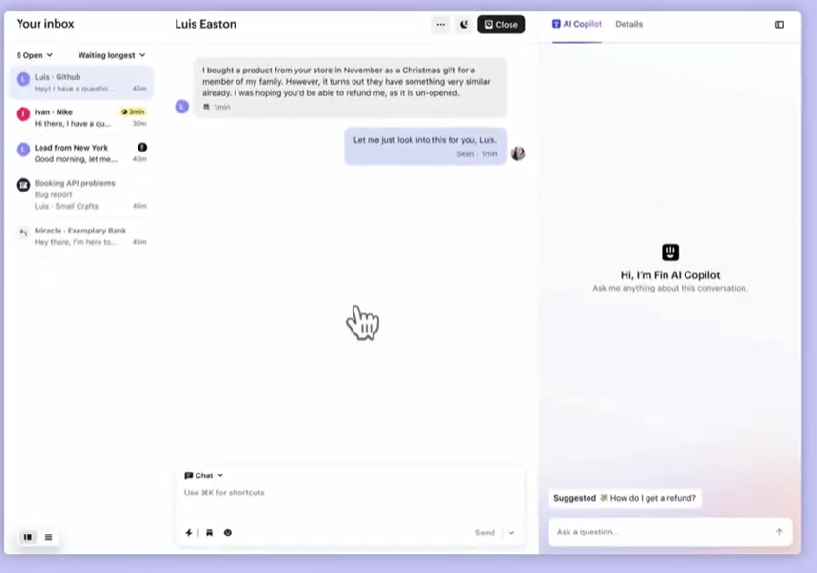 Your inbox
5 Open
Waiting longest
Luis - Github
Hey! I have a questio... 45m
Ivan - Nike 3min
Hi there, I have a qu... 30m
Lead from New York
Good morning, let me... 45m
Booking API problems
Bug report
Luis - Small Crafts 45m
Miracle - Exemplary Bank
Hey there, I'm here to... 45m
Luis Easton
Close
I bought a product from your store in November as a Christmas gift for a
member of my family. However, it turns out they have something very similar
already. I was hoping you'd be able to refund me, as it is un-opened.
1min
Let me just look into this for you, Luis.
Seen · 1min
Chat
Use ⌘K for shortcuts
Send
AI Copilot
Details
Hi, I'm Fin AI Copilot
Ask me anything about this conversation.
Suggested 💸 How do I get a refund?
Ask a question...